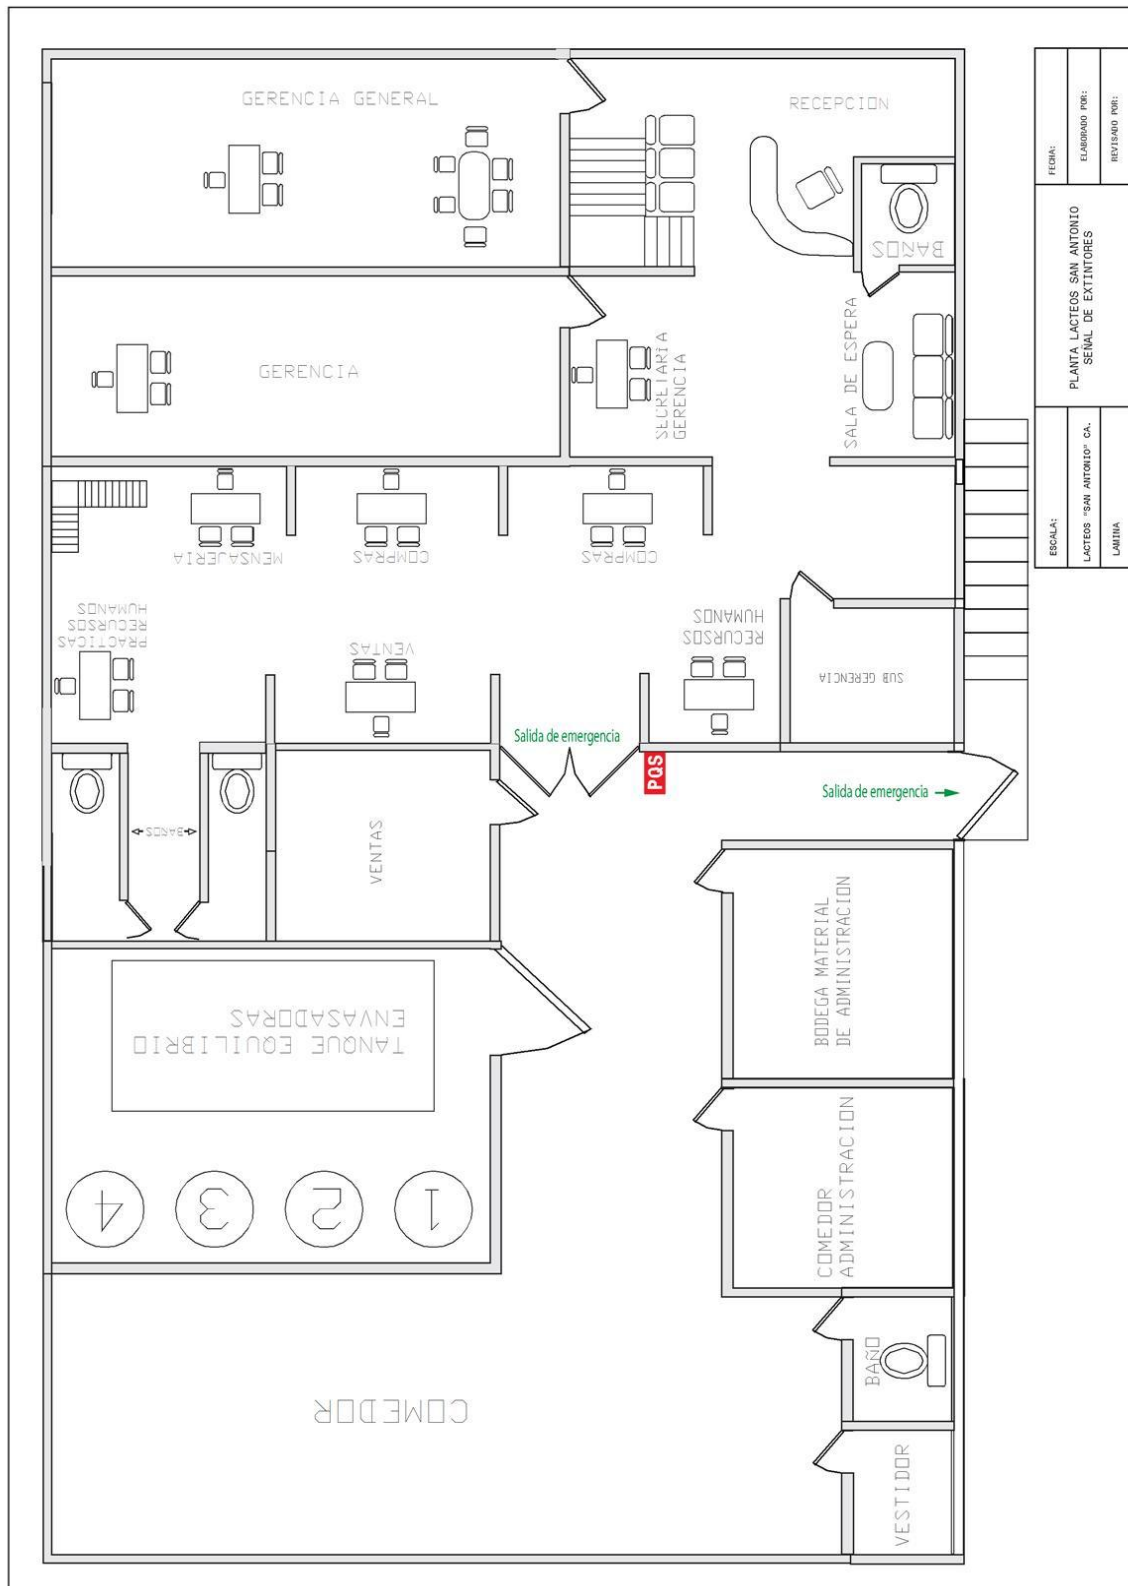 GERENCIA GENERAL
RECEPCION
BAÑOS
GERENCIA
SECRETARIA
GERENCIA
SALA DE ESPERA
MENSAJERIA
COMPRAS
COMPRAS
PRACTICAS
RECURSOS
HUMANOS
VENTAS
RECURSOS
HUMANOS
SUB GERENCIA
Salida de emergencia
PQS
Salida de emergencia
BAÑOS
VENTAS
BODEGA MATERIAL
DE ADMINISTRACION
TANQUE EQUILIBRIO
ENVASADORAS
1
2
3
4
COMEDOR
ADMINISTRACION
BAÑO
COMEDOR
VESTIDOR
FECHA:
ELABORADO POR:
REVISADO POR:
PLANTA LACTEOS SAN ANTONIO
SEÑAL DE EXTINTORES
ESCALA:
LACTEOS "SAN ANTONIO" CA.
LAMINA